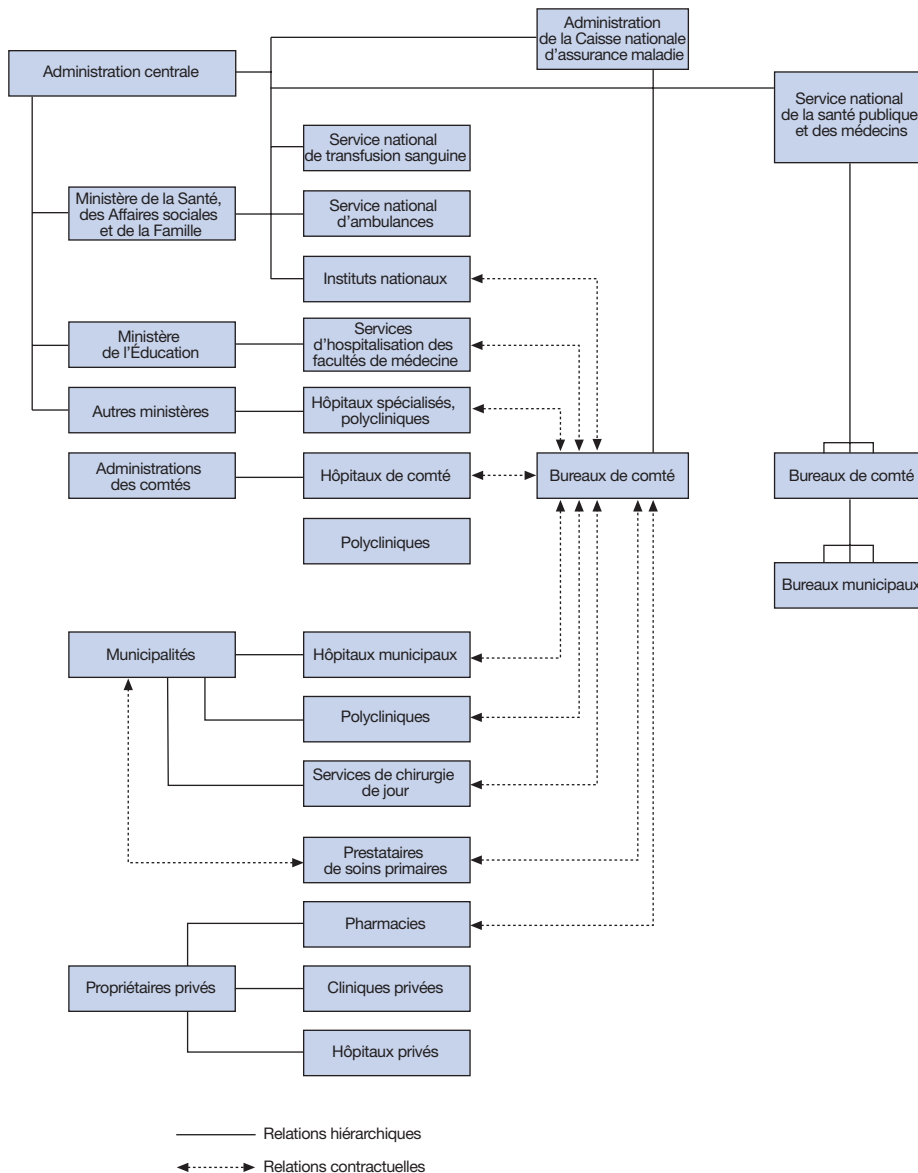 Administration
de la Caisse nationale
d'assurance maladie
Administration centrale
Service national
de la santé publique
et des médecins
Service national
de transfusion sanguine
Ministère de la Santé,
des Affaires sociales
et de la Famille
Service national
d'ambulances
Instituts nationaux
Ministère
de l'Éducation
Services
d'hospitalisation des
facultés de médecine
Autres ministères
Hôpitaux spécialisés,
polycliniques
Administrations
des comtés
Hôpitaux de comté
Bureaux de comté
Bureaux de comté
Polycliniques
Bureaux municipaux
Municipalités
Hôpitaux municipaux
Polycliniques
Services de chirurgie
de jour
Prestataires
de soins primaires
Pharmacies
Propriétaires privés
Cliniques privées
Hôpitaux privés
Relations hiérarchiques
Relations contractuelles